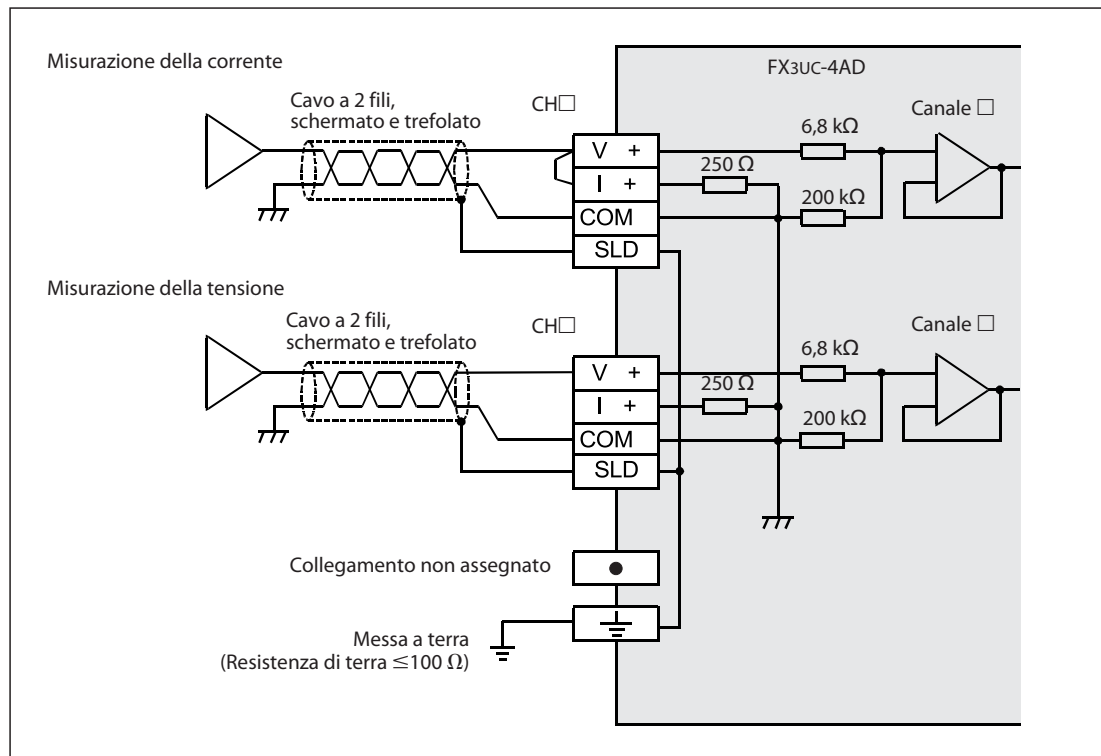 Misurazione della corrente
FX3UC-4AD
Cavo a 2 fili,
schermato e trefolato
CH□
Canale □
6,8 kΩ
V +
250 Ω
I +
200 kΩ
COM
SLD
Misurazione della tensione
Cavo a 2 fili,
schermato e trefolato
CH□
Canale □
6,8 kΩ
V +
250 Ω
I +
200 kΩ
COM
SLD
Collegamento non assegnato
Messa a terra
(Resistenza di terra ≤100 Ω)